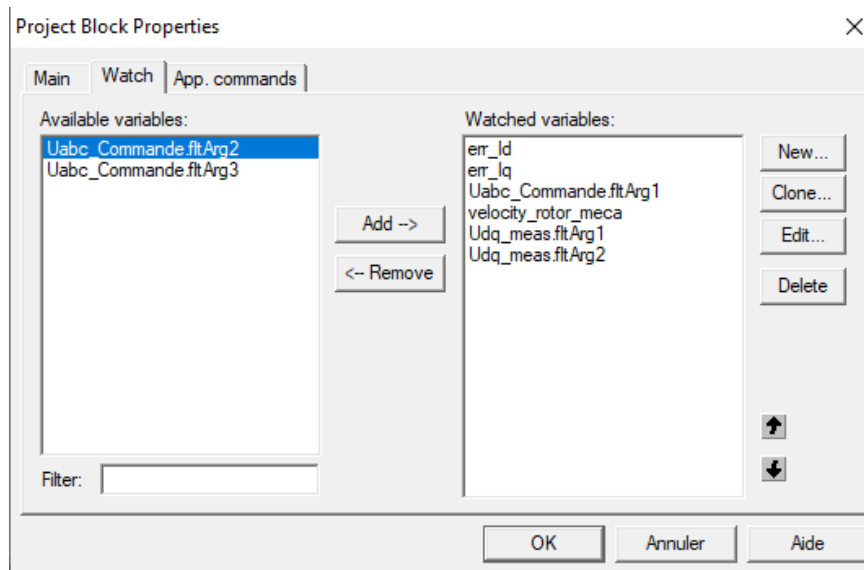 Project Block Properties
Main Watch App. commands
Available variables:
Uabc_Commande.fltArg2
Uabc_Commande.fltArg3
Filter:
Add -->
<-- Remove
Watched variables:
err_Id
err_Iq
Uabc_Commande.fltArg1
velocity_rotor_meca
Udq_meas.fltArg1
Udq_meas.fltArg2
New...
Clone...
Edit...
Delete
OK Annuler Aide